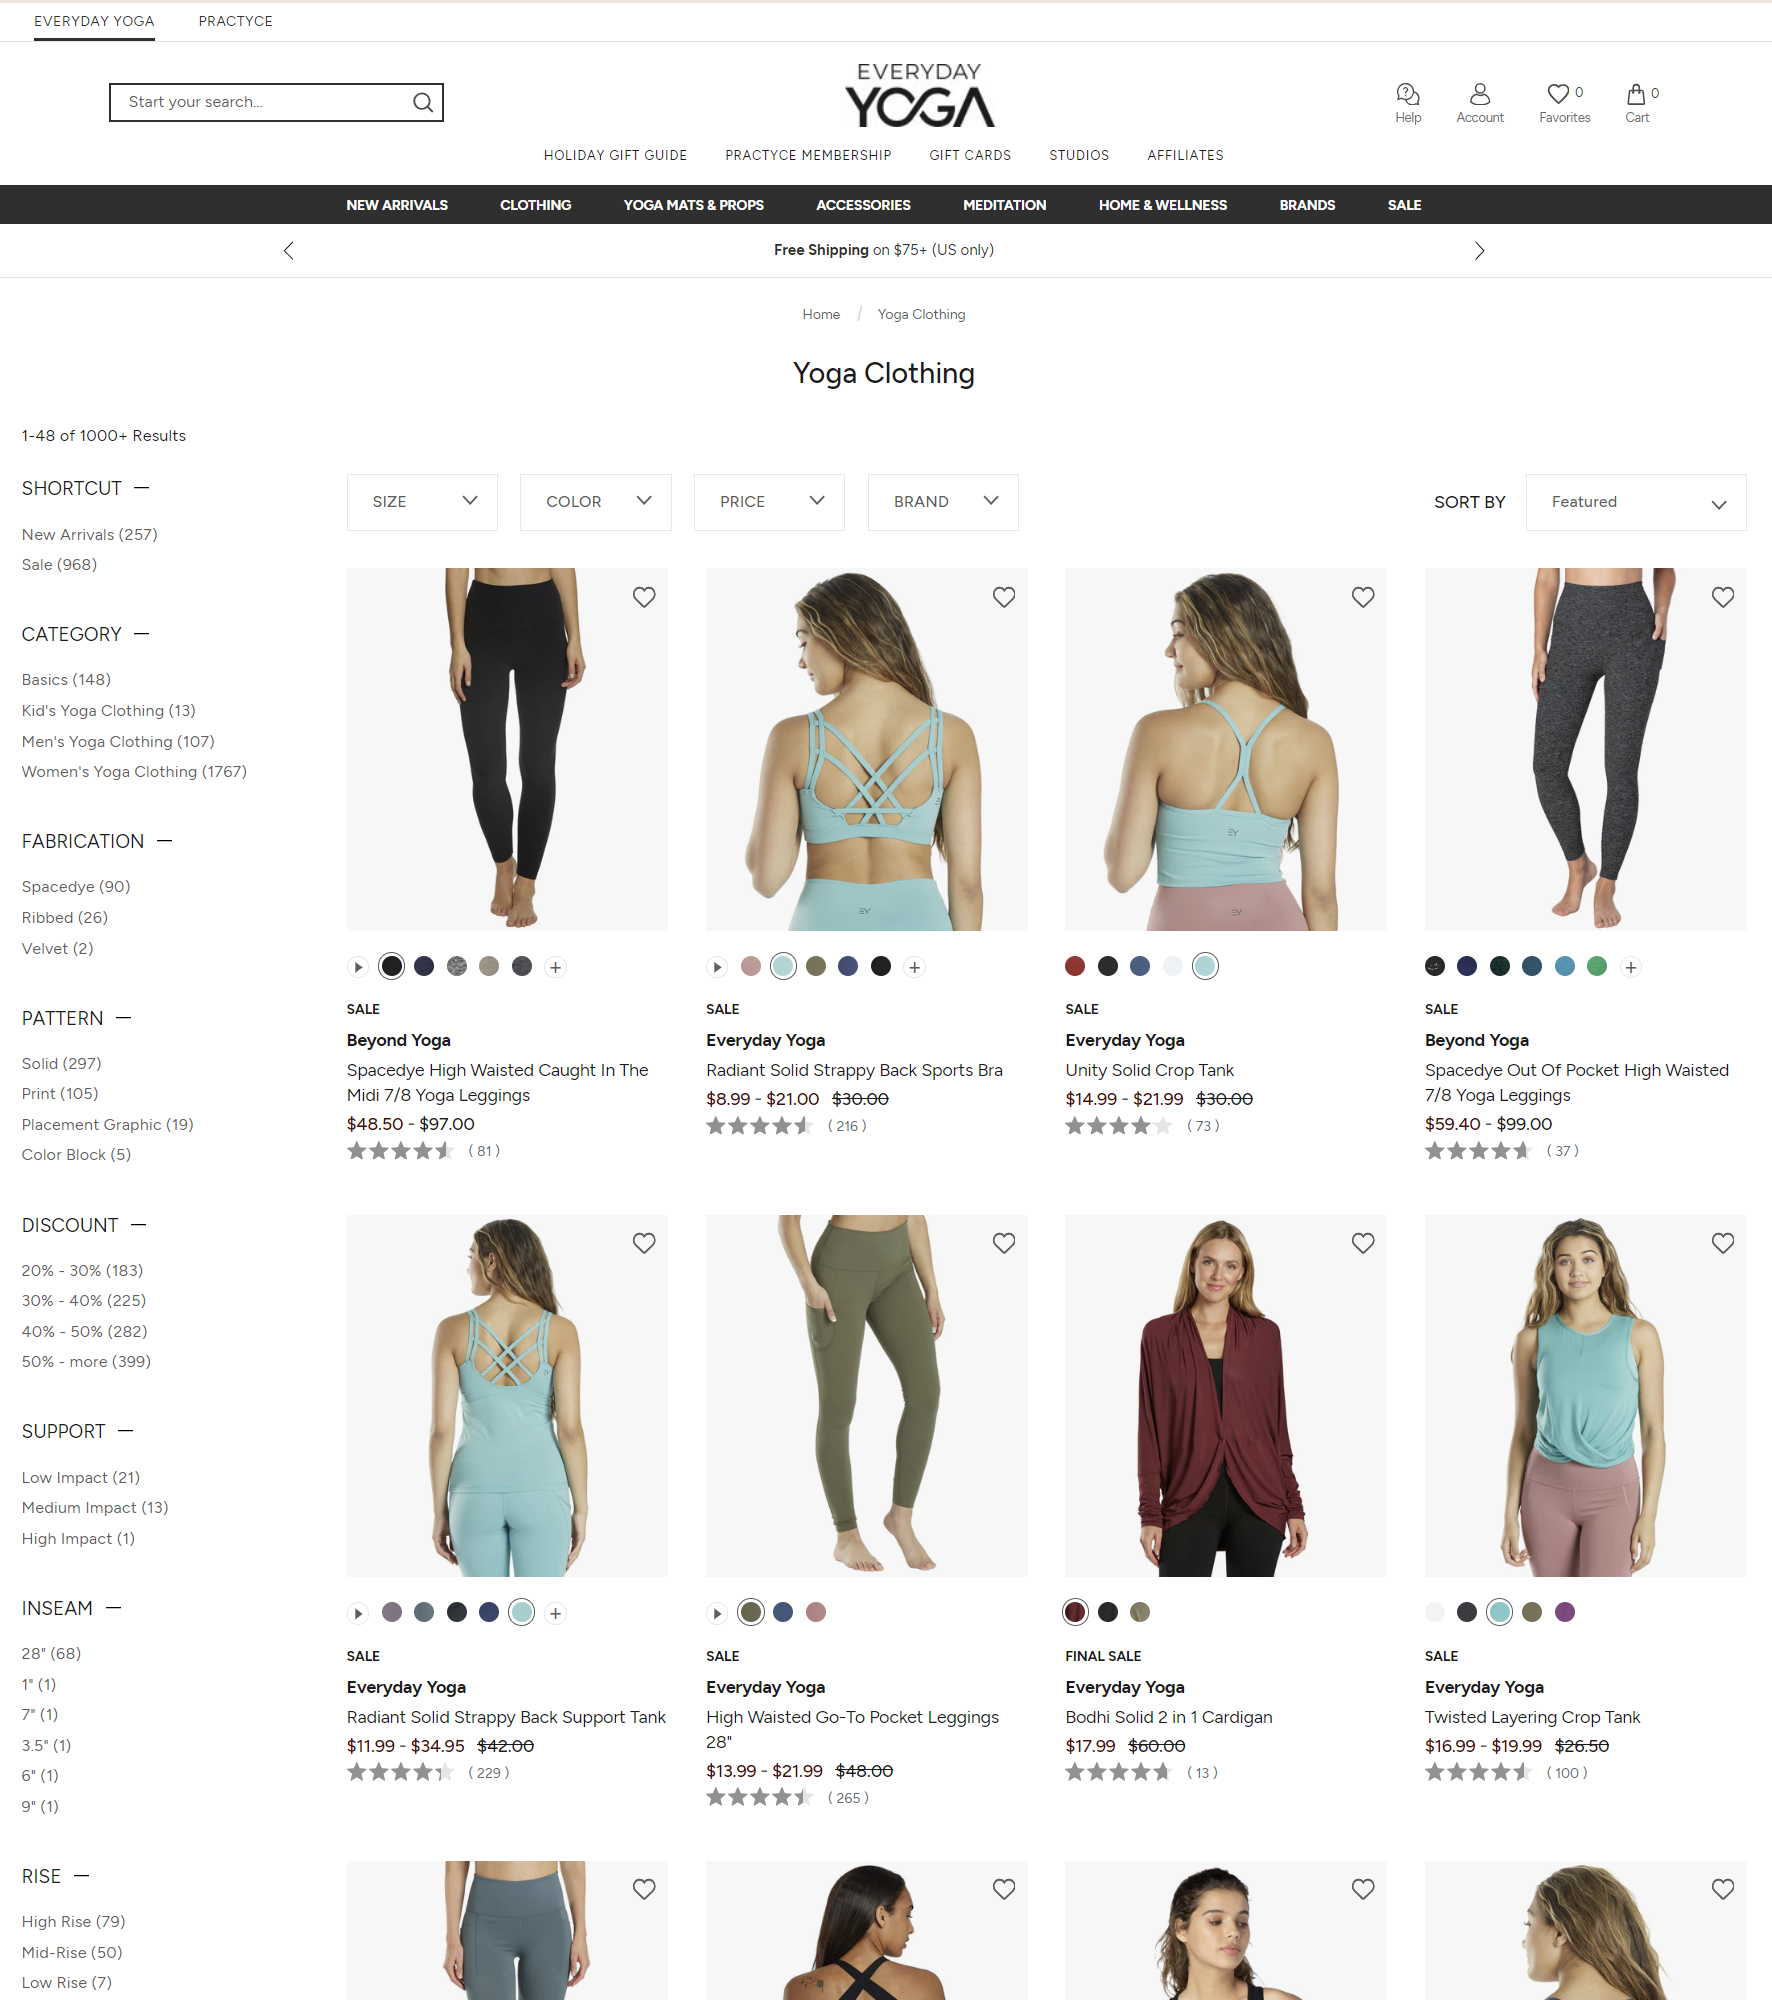 EVERYDAY YOGA
PRACTYCE
Start your search...
EVERYDAY
YOGA
Help
Account
0
Favorites
0
Cart
HOLIDAY GIFT GUIDE
PRACTYCE MEMBERSHIP
GIFT CARDS
STUDIOS
AFFILIATES
NEW ARRIVALS
CLOTHING
YOGA MATS & PROPS
ACCESSORIES
MEDITATION
HOME & WELLNESS
BRANDS
SALE
Free Shipping on $75+ (US only)
Home / Yoga Clothing
Yoga Clothing
1-48 of 1000+ Results
SHORTCUT
New Arrivals (257)
Sale (968)
CATEGORY
Basics (148)
Kid's Yoga Clothing (13)
Men's Yoga Clothing (107)
Women's Yoga Clothing (1767)
FABRICATION
Spacedye (90)
Ribbed (26)
Velvet (2)
PATTERN
Solid (297)
Print (105)
Placement Graphic (19)
Color Block (5)
DISCOUNT
20% - 30% (183)
30% - 40% (225)
40% - 50% (282)
50% - more (399)
SUPPORT
Low Impact (21)
Medium Impact (13)
High Impact (1)
INSEAM
28" (68)
1" (1)
7" (1)
3.5" (1)
6" (1)
9" (1)
RISE
High Rise (79)
Mid-Rise (50)
Low Rise (7)
SIZE
COLOR
PRICE
BRAND
SORT BY
Featured
SALE
Beyond Yoga
Spacedye High Waisted Caught In The
Midi 7/8 Yoga Leggings
$48.50 - $97.00
( 81 )
SALE
Everyday Yoga
Radiant Solid Strappy Back Sports Bra
$8.99 - $21.00 $30.00
( 216 )
SALE
Everyday Yoga
Unity Solid Crop Tank
$14.99 - $21.99 $30.00
( 73 )
SALE
Beyond Yoga
Spacedye Out Of Pocket High Waisted
7/8 Yoga Leggings
$59.40 - $99.00
( 37 )
SALE
Everyday Yoga
Radiant Solid Strappy Back Support Tank
$11.99 - $34.95 $42.00
( 229 )
SALE
Everyday Yoga
High Waisted Go-To Pocket Leggings
28"
$13.99 - $21.99 $48.00
( 265 )
FINAL SALE
Everyday Yoga
Bodhi Solid 2 in 1 Cardigan
$17.99 $60.00
( 13 )
SALE
Everyday Yoga
Twisted Layering Crop Tank
$16.99 - $19.99 $26.50
( 100 )